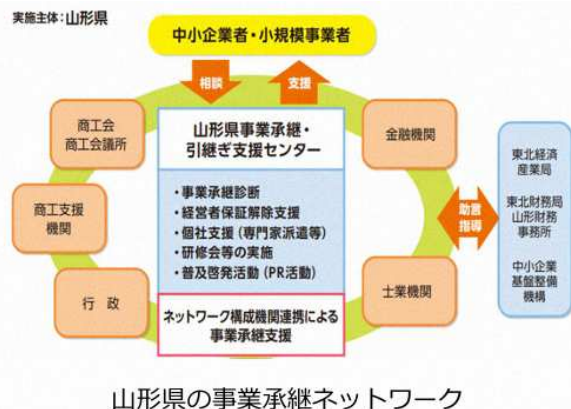 実施主体:山形県
中小企業者・小規模事業者
相談
支援
商工会
商工会議所
商工支援
機関
行 政
山形県事業承継・
引継ぎ支援センター
・事業承継診断
・経営者保証解除支援
・個社支援(専門家派遣等)
・研修会等の実施
・普及啓発活動(PR活動)
ネットワーク構成機関連携による
事業承継支援
金融機関
士業機関
助言
指導
東北経済
産業局
東北財務局
山形財務
事務所
中小企業
基盤整備
機構
山形県の事業承継ネットワーク